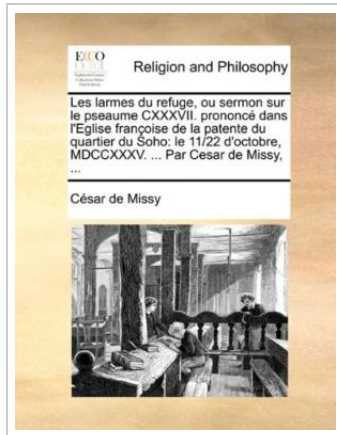 ECCO
Religion and Philosophy
Les larmes du refuge, ou sermon sur
le pseaume CXXXVII. prononcé dans
l'Eglise françoise de la patente du
quartier du Soho: le 11/22 d'octobre,
MDCCXXXV. ... Par Cesar de Missy,
...
César de Missy